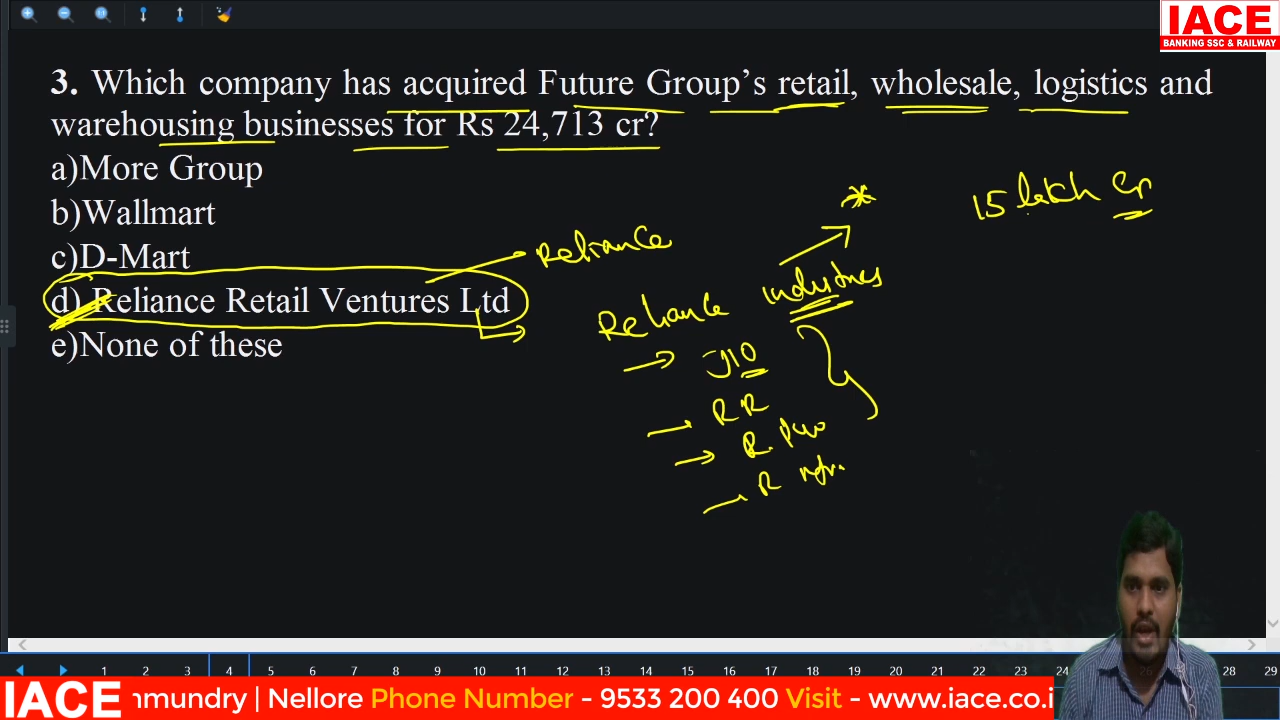 IACE
BANKING SSC & RAILWAY
3. Which company has acquired Future Group's retail, wholesale, logistics and
warehousing businesses for Rs 24,713 cr?
a)More Group
b)Wallmart
c)D-Mart
d) Reliance Retail Ventures Ltd
e)None of these
Reliance
15 lakh Cr
Reliance industries
JIO
RR
R.
R
1 2 3 4 5 6 7 8 9 10 11 12 13 14 15 16 17 18 19 20 21 22 23 24 25 28 29
IACE nmundry | Nellore Phone Number - 9533 200 400 Visit - www.iace.co.i